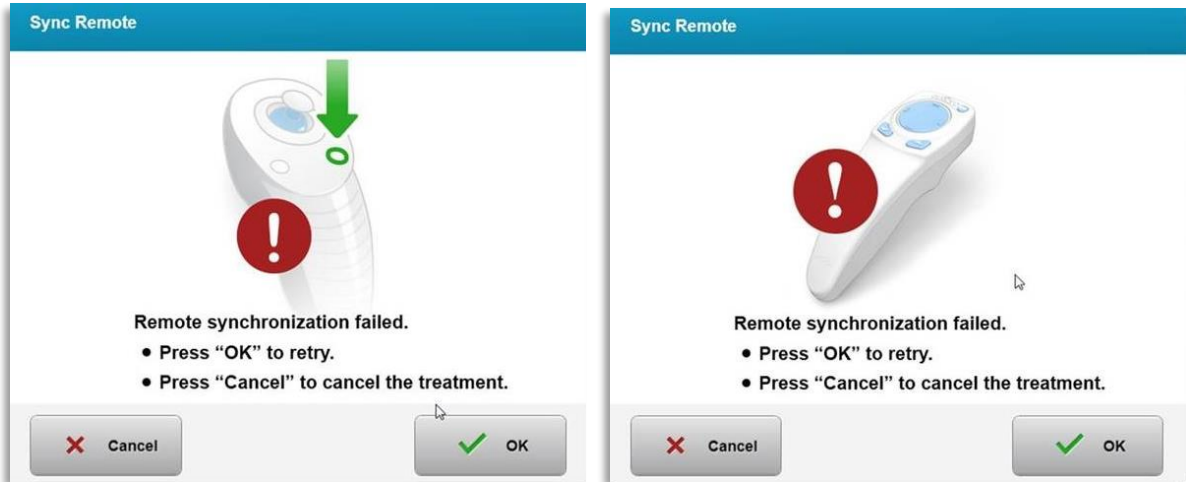 Sync Remote
Remote synchronization failed.
● Press “OK” to retry.
● Press “Cancel” to cancel the treatment.
Cancel
OK
Sync Remote
Remote synchronization failed.
● Press “OK” to retry.
● Press “Cancel” to cancel the treatment.
Cancel
OK